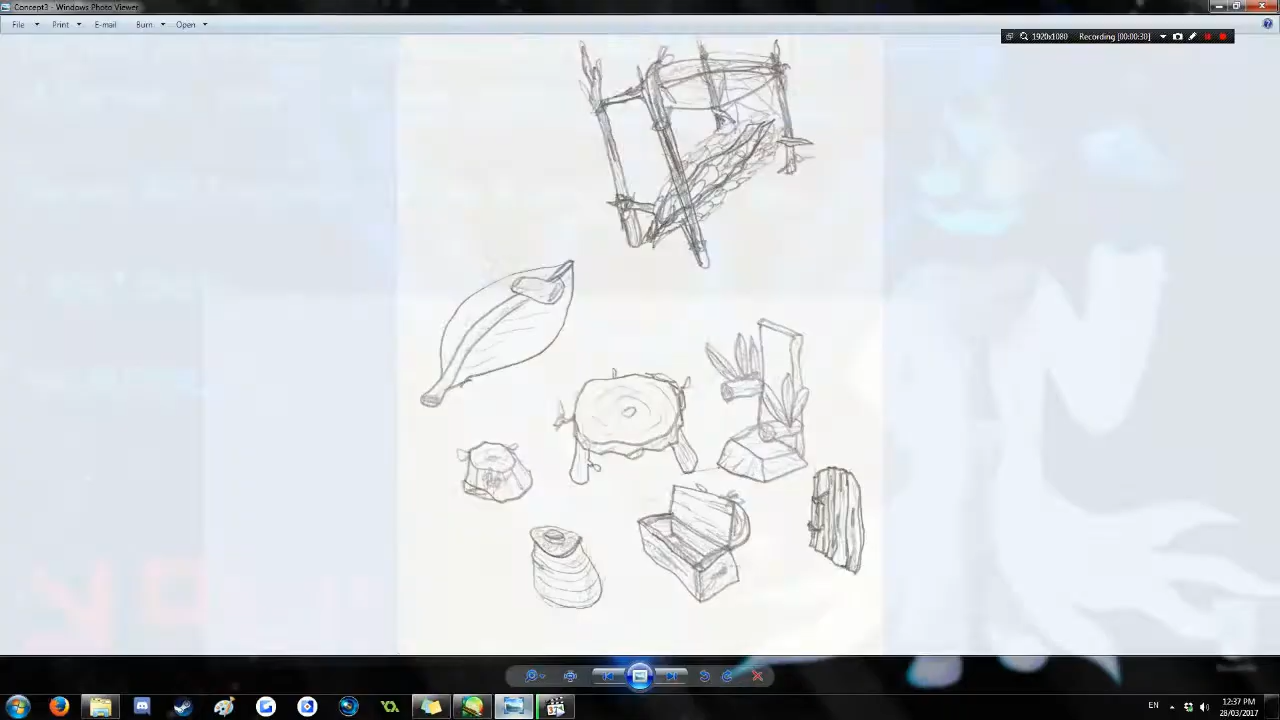 Concept3 - Windows Photo Viewer
File Print E-mail Burn Open
1920x1080 Recording [00:00:30]
EN 12:37 PM
28/03/2017